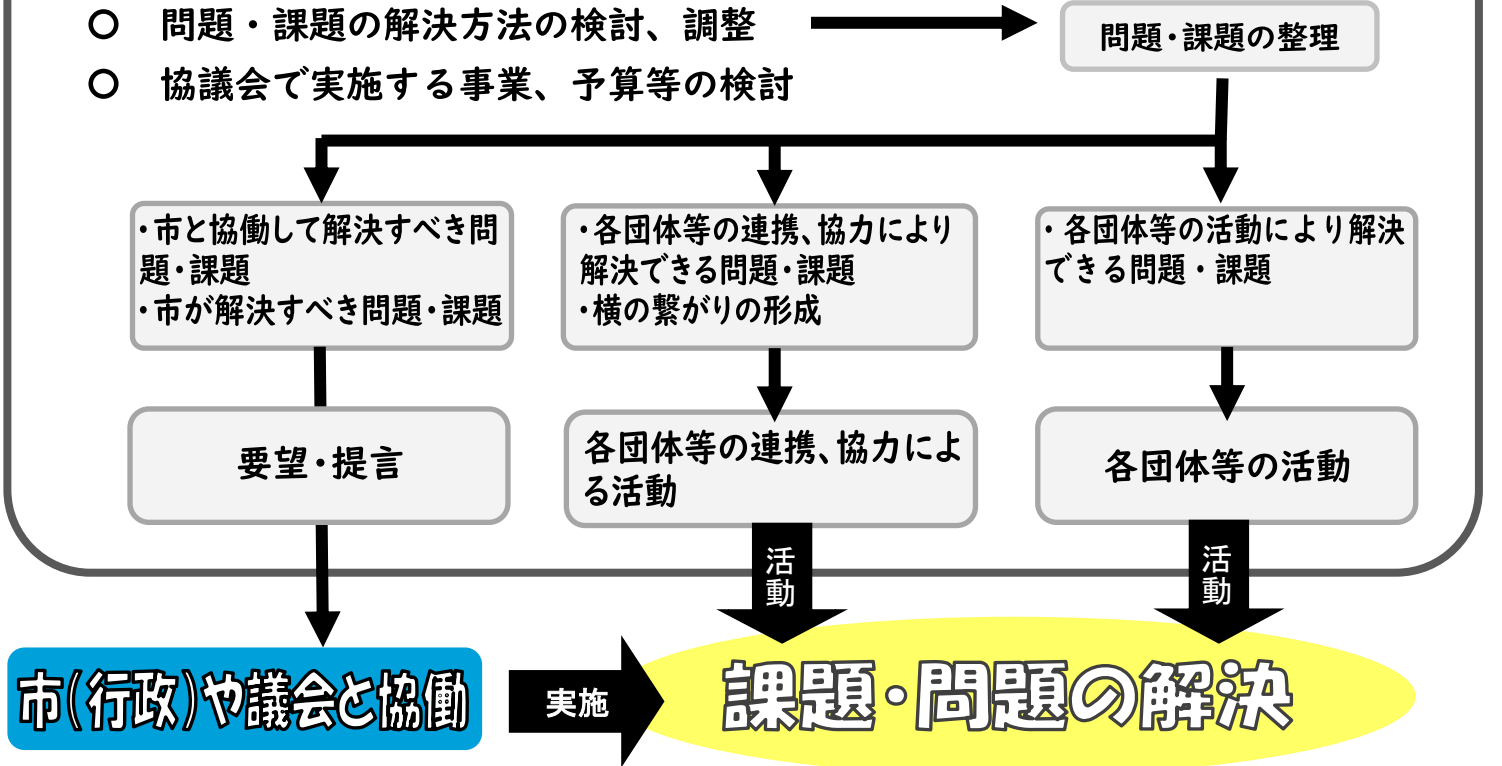 ○ 問題・課題の解決方法の検討、調整
問題・課題の整理
○ 協議会で実施する事業、予算等の検討
・市と協働して解決すべき問
題・課題
・市が解決すべき問題・課題
・各団体等の連携、協力により
解決できる問題・課題
・横の繋がりの形成
・各団体等の活動により解決
できる問題・課題
要望・提言
各団体等の連携、協力によ
る活動
各団体等の活動
活動
活動
市(行政)や議会と協働
実施
課題・問題の解決